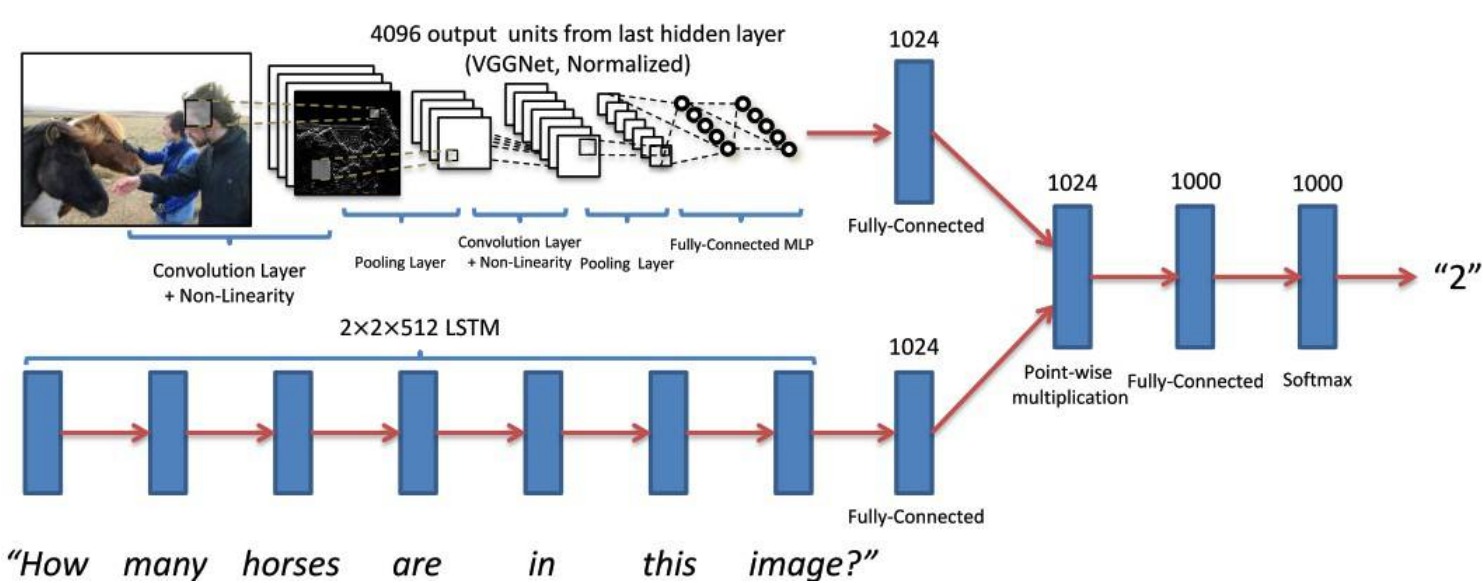 4096 output units from last hidden layer
(VGGNet, Normalized)
Convolution Layer
+ Non-Linearity
Pooling Layer
Convolution Layer
+ Non-Linearity
Pooling Layer
Fully-Connected MLP
1024
Fully-Connected
2×2×512 LSTM
1024
Fully-Connected
1024
Point-wise
multiplication
1000
Fully-Connected
1000
Softmax
“2”
“How many horses are in this image?”